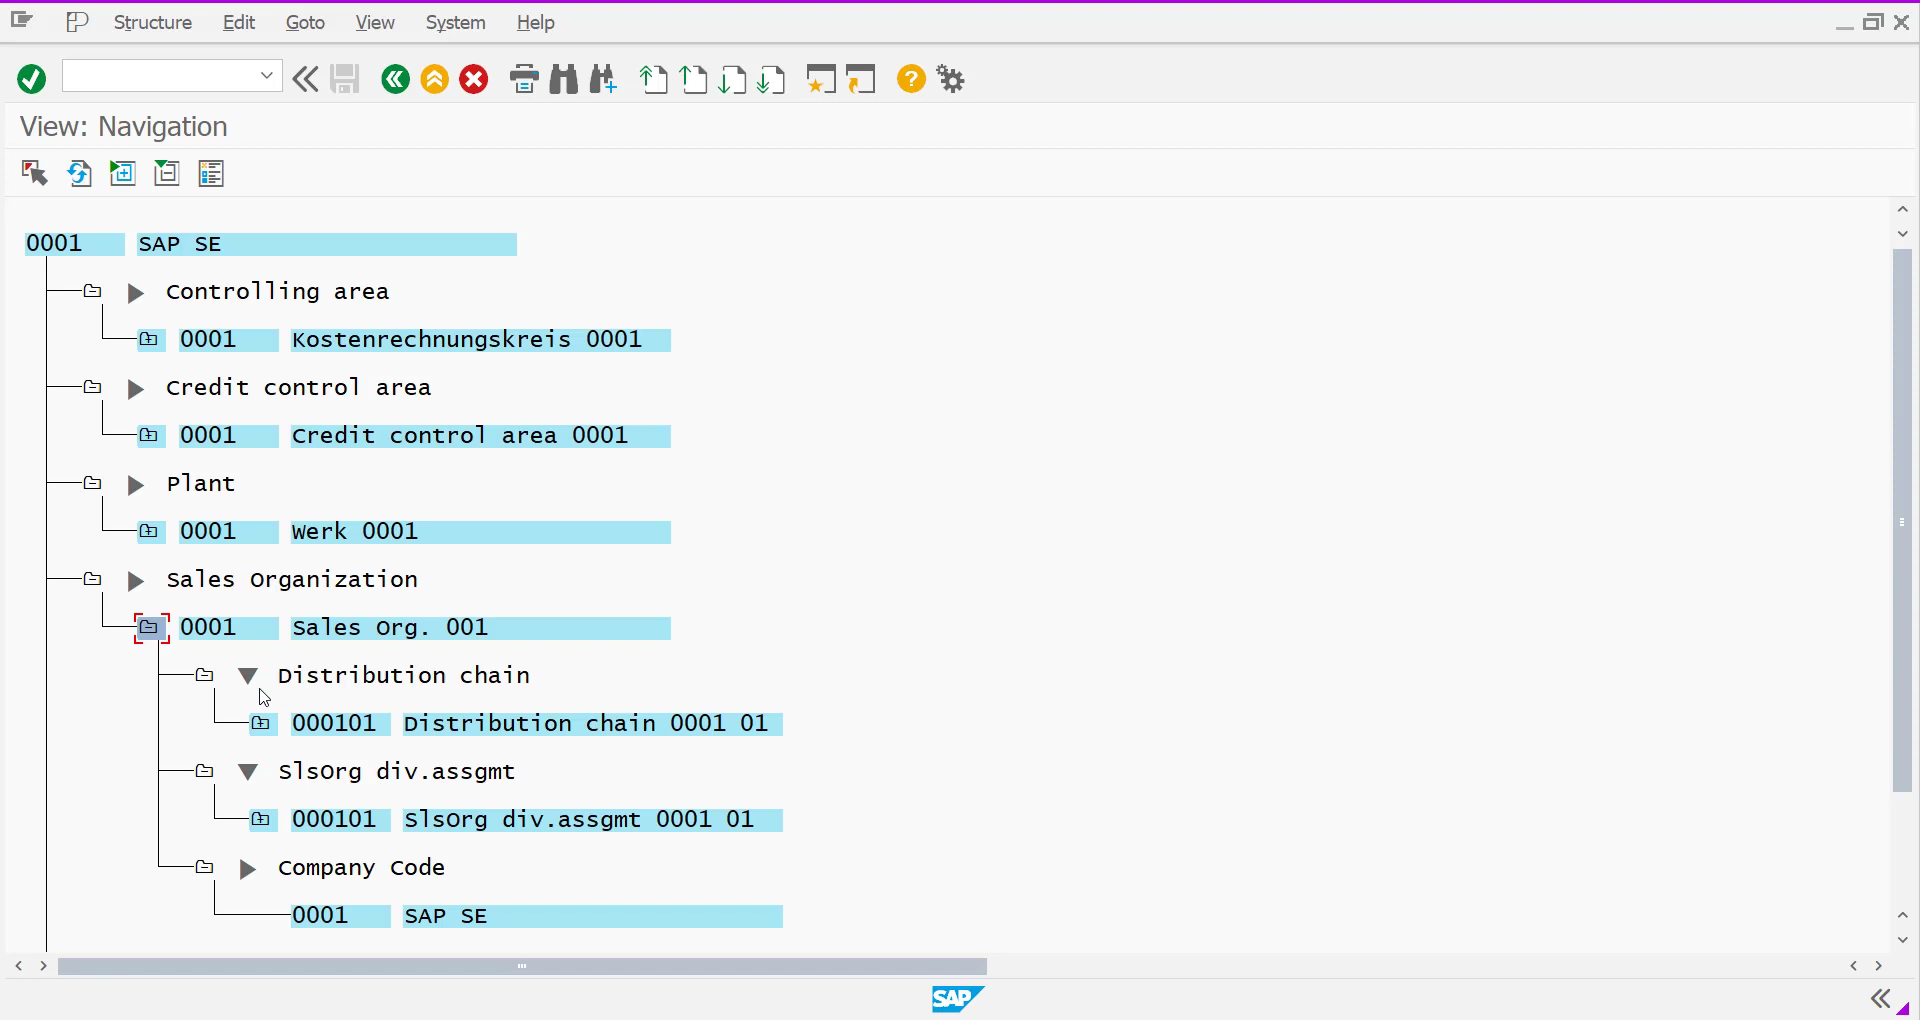 Structure Edit Goto View System Help
View: Navigation
0001 SAP SE
Controlling area
0001 Kostenrechnungskreis 0001
Credit control area
0001 Credit control area 0001
Plant
0001 Werk 0001
Sales Organization
0001 Sales Org. 001
Distribution chain
000101 Distribution chain 0001 01
SlsOrg div.assgmt
000101 SlsOrg div.assgmt 0001 01
Company Code
0001 SAP SE
SAP